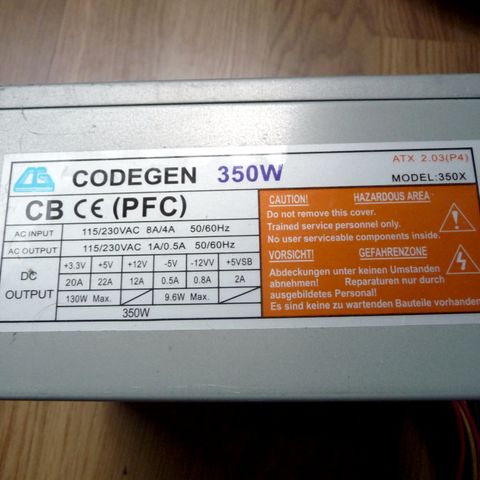 CG
CODEGEN 350W
ATX 2.03(P4)
MODEL:350X
CB CE (PFC)
AC INPUT 115/230VAC 8A/4A 50/60Hz
AC OUTPUT 115/230VAC 1A/0.5A 50/60Hz
DC OUTPUT
+3.3V +5V +12V -5V -12VV +5VSB
20A 22A 12A 0.5A 0.8A 2A
130W Max. 9.6W Max.
350W
CAUTION! HAZARDOUS AREA
Do not remove this cover.
Trained service personnel only.
No user serviceable components inside.
VORSICHT! GEFAHRENZONE
Abdeckungen unter keinen Umständen
abnehmen! Reparaturen nur durch
ausgebildetes Personal!
Es sind keine zu wartenden Bauteile vorhanden